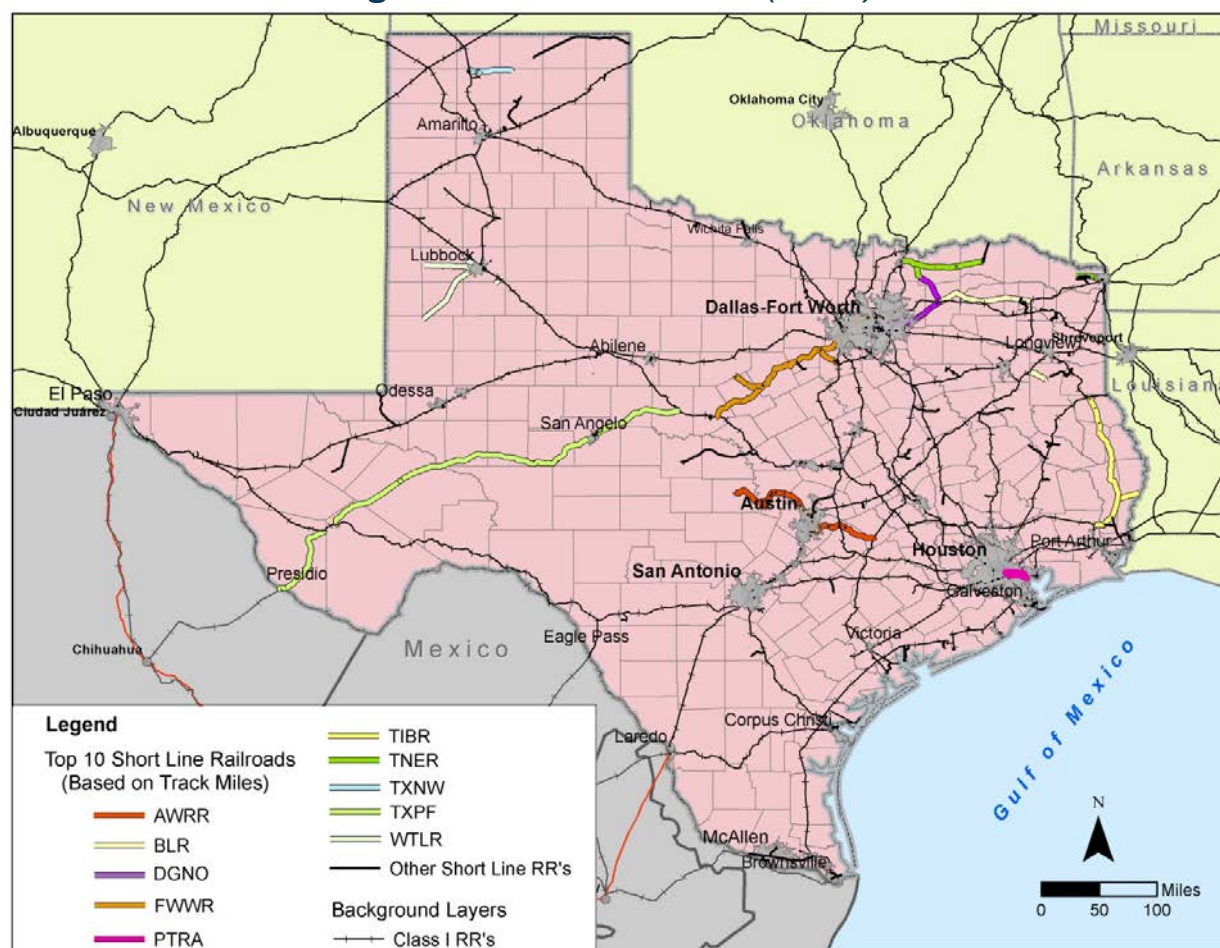 Missouri
Oklahoma City
Oklahoma
Albuquerque
Amarillo
Arkansas
New Mexico
Wichita Falls
Lubbock
Dallas-Fort Worth
Abilene
Longview
Shreveport
Louisiana
El Paso
Ciudad Juárez
Odessa
San Angelo
Austin
Houston
Port Arthur
Presidio
San Antonio
Galveston
Eagle Pass
Victoria
Mexico
Chihuahua
Gulf of Mexico
Corpus Christi
Laredo
McAllen
Brownsville
Legend
Top 10 Short Line Railroads
(Based on Track Miles)
AWRR
BLR
DGNO
FWWR
PTRA
TIBR
TNER
TXNW
TXPF
WTLR
Other Short Line RR's
Background Layers
Class I RR's
N
Miles
0 50 100